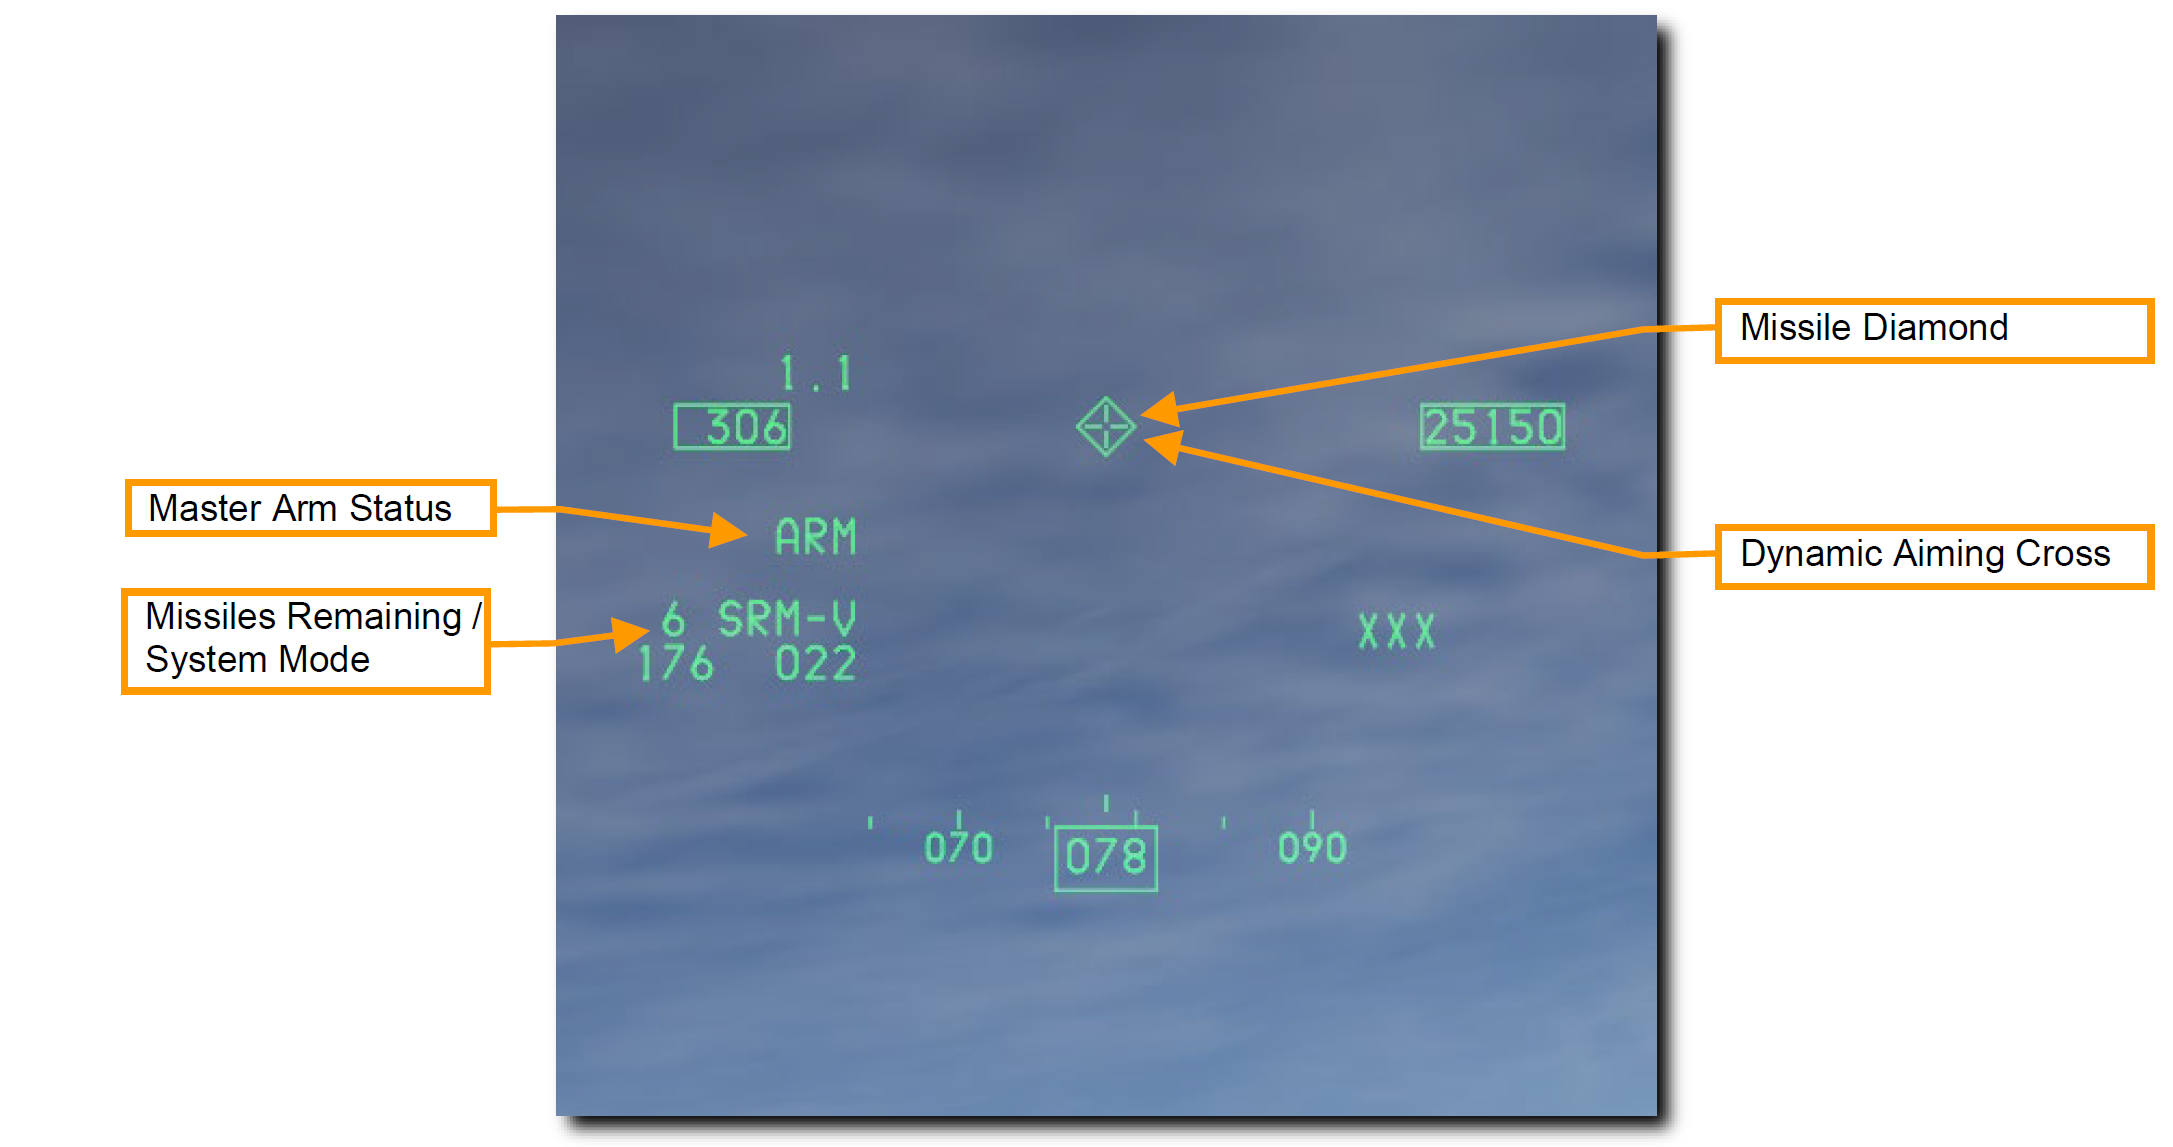 Missile Diamond
1.1
306
25150
Master Arm Status
ARM
Dynamic Aiming Cross
Missiles Remaining /
System Mode
6 SRM-V
XXX
176 022
070
078
090